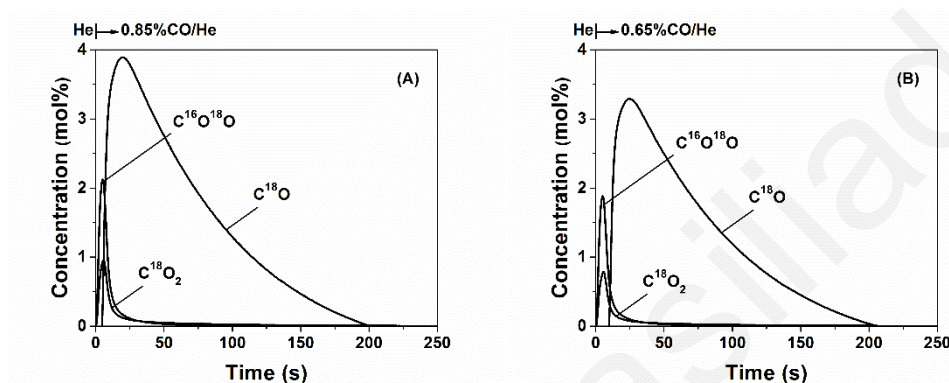 He → 0.85%CO/He
(A)
4
3
2
1
0
C¹⁶O¹⁸O
C¹⁸O
C¹⁸O₂
Concentration (mol%)
0 50 100 150 200 250
Time (s)
He → 0.65%CO/He
(B)
4
3
2
1
0
C¹⁶O¹⁸O
C¹⁸O
C¹⁸O₂
Concentration (mol%)
0 50 100 150 200 250
Time (s)